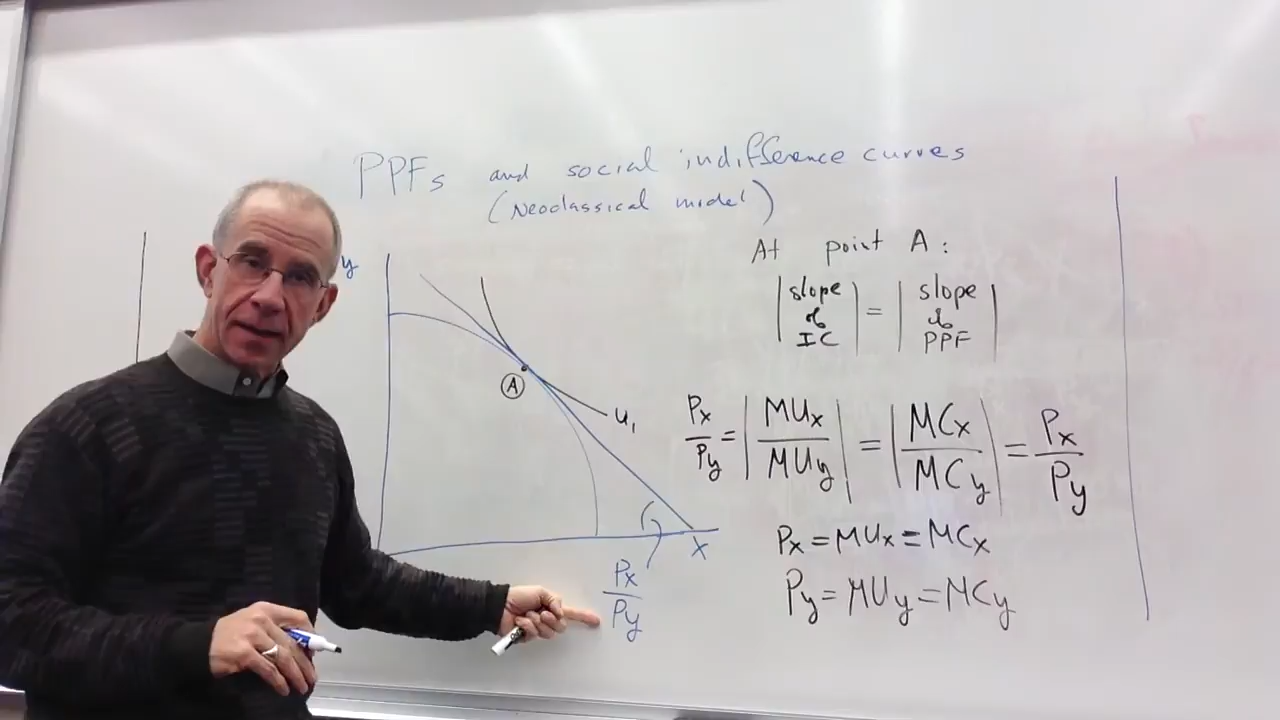 PPFs and social indifference curves
(Neoclassical model)
y
A
u₁
x
Px
Py
At point A:
|slope of IC| = |slope of PPF|
Px/Py = |MUx/MUy| = |MCx/MCy| = Px/Py
Px = MUx = MCx
Py = MUy = MCy